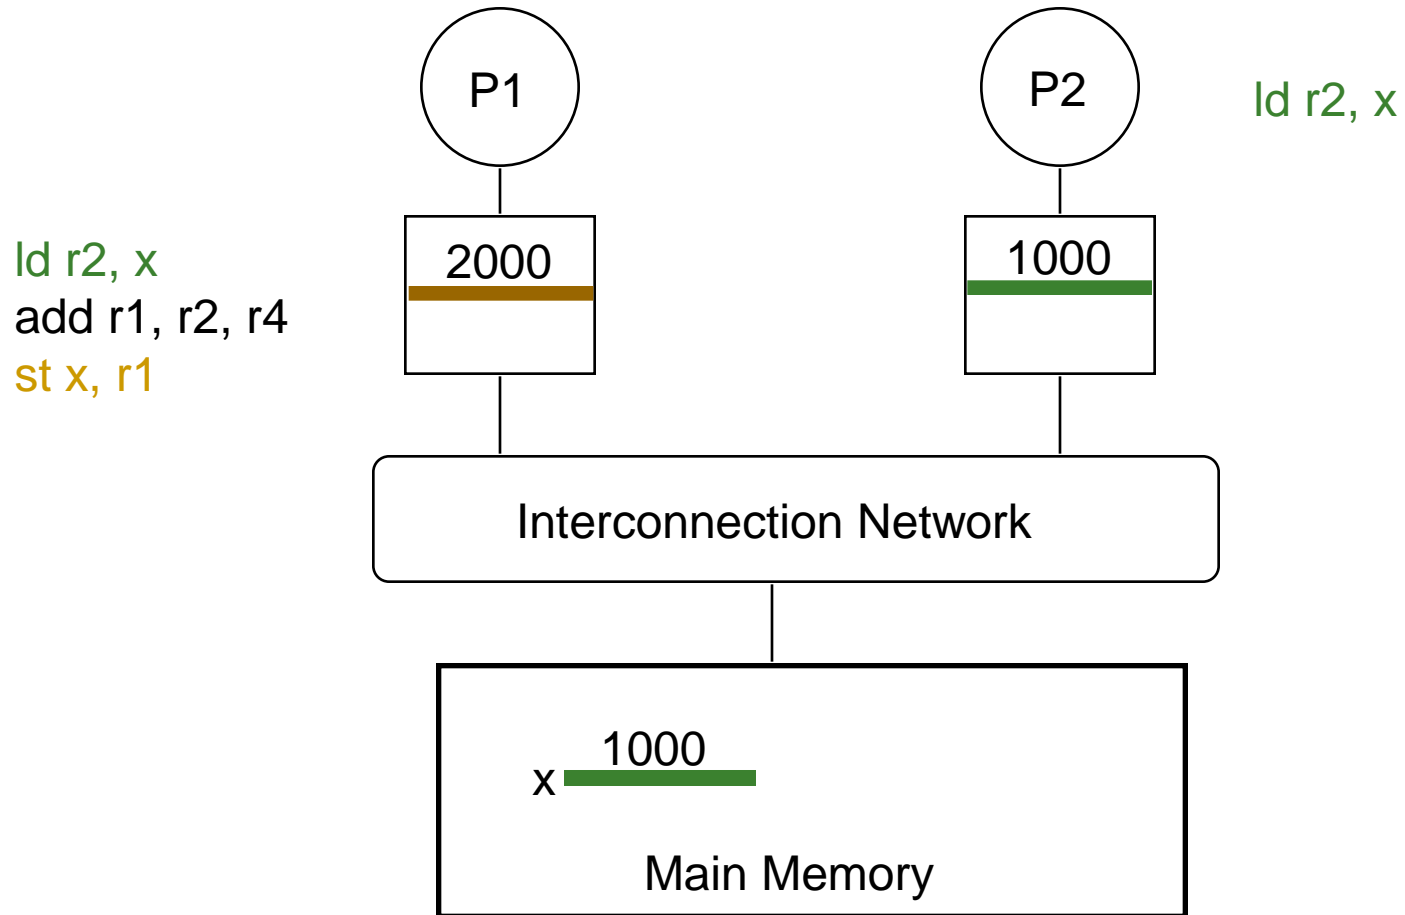 P1
P2
ld r2, x
ld r2, x
add r1, r2, r4
st x, r1
2000
1000
Interconnection Network
1000
x
Main Memory